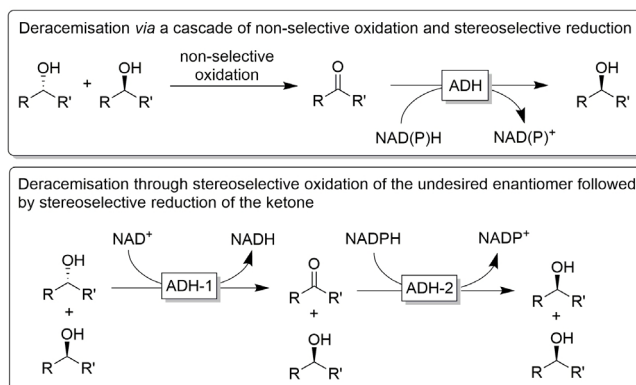 Deracemisation via a cascade of non-selective oxidation and stereoselective reduction
OH
OH
non-selective
oxidation
O
ADH
OH
+
R R'
R R'
R R'
R R'
NAD(P)H
NAD(P)+
Deracemisation through stereoselective oxidation of the undesired enantiomer followed
by stereoselective reduction of the ketone
NAD+
NADH
NADPH
NADP+
OH
O
OH
R R'
ADH-1
R R'
ADH-2
R R'
+
+
+
OH
OH
OH
R R'
R R'
R R'